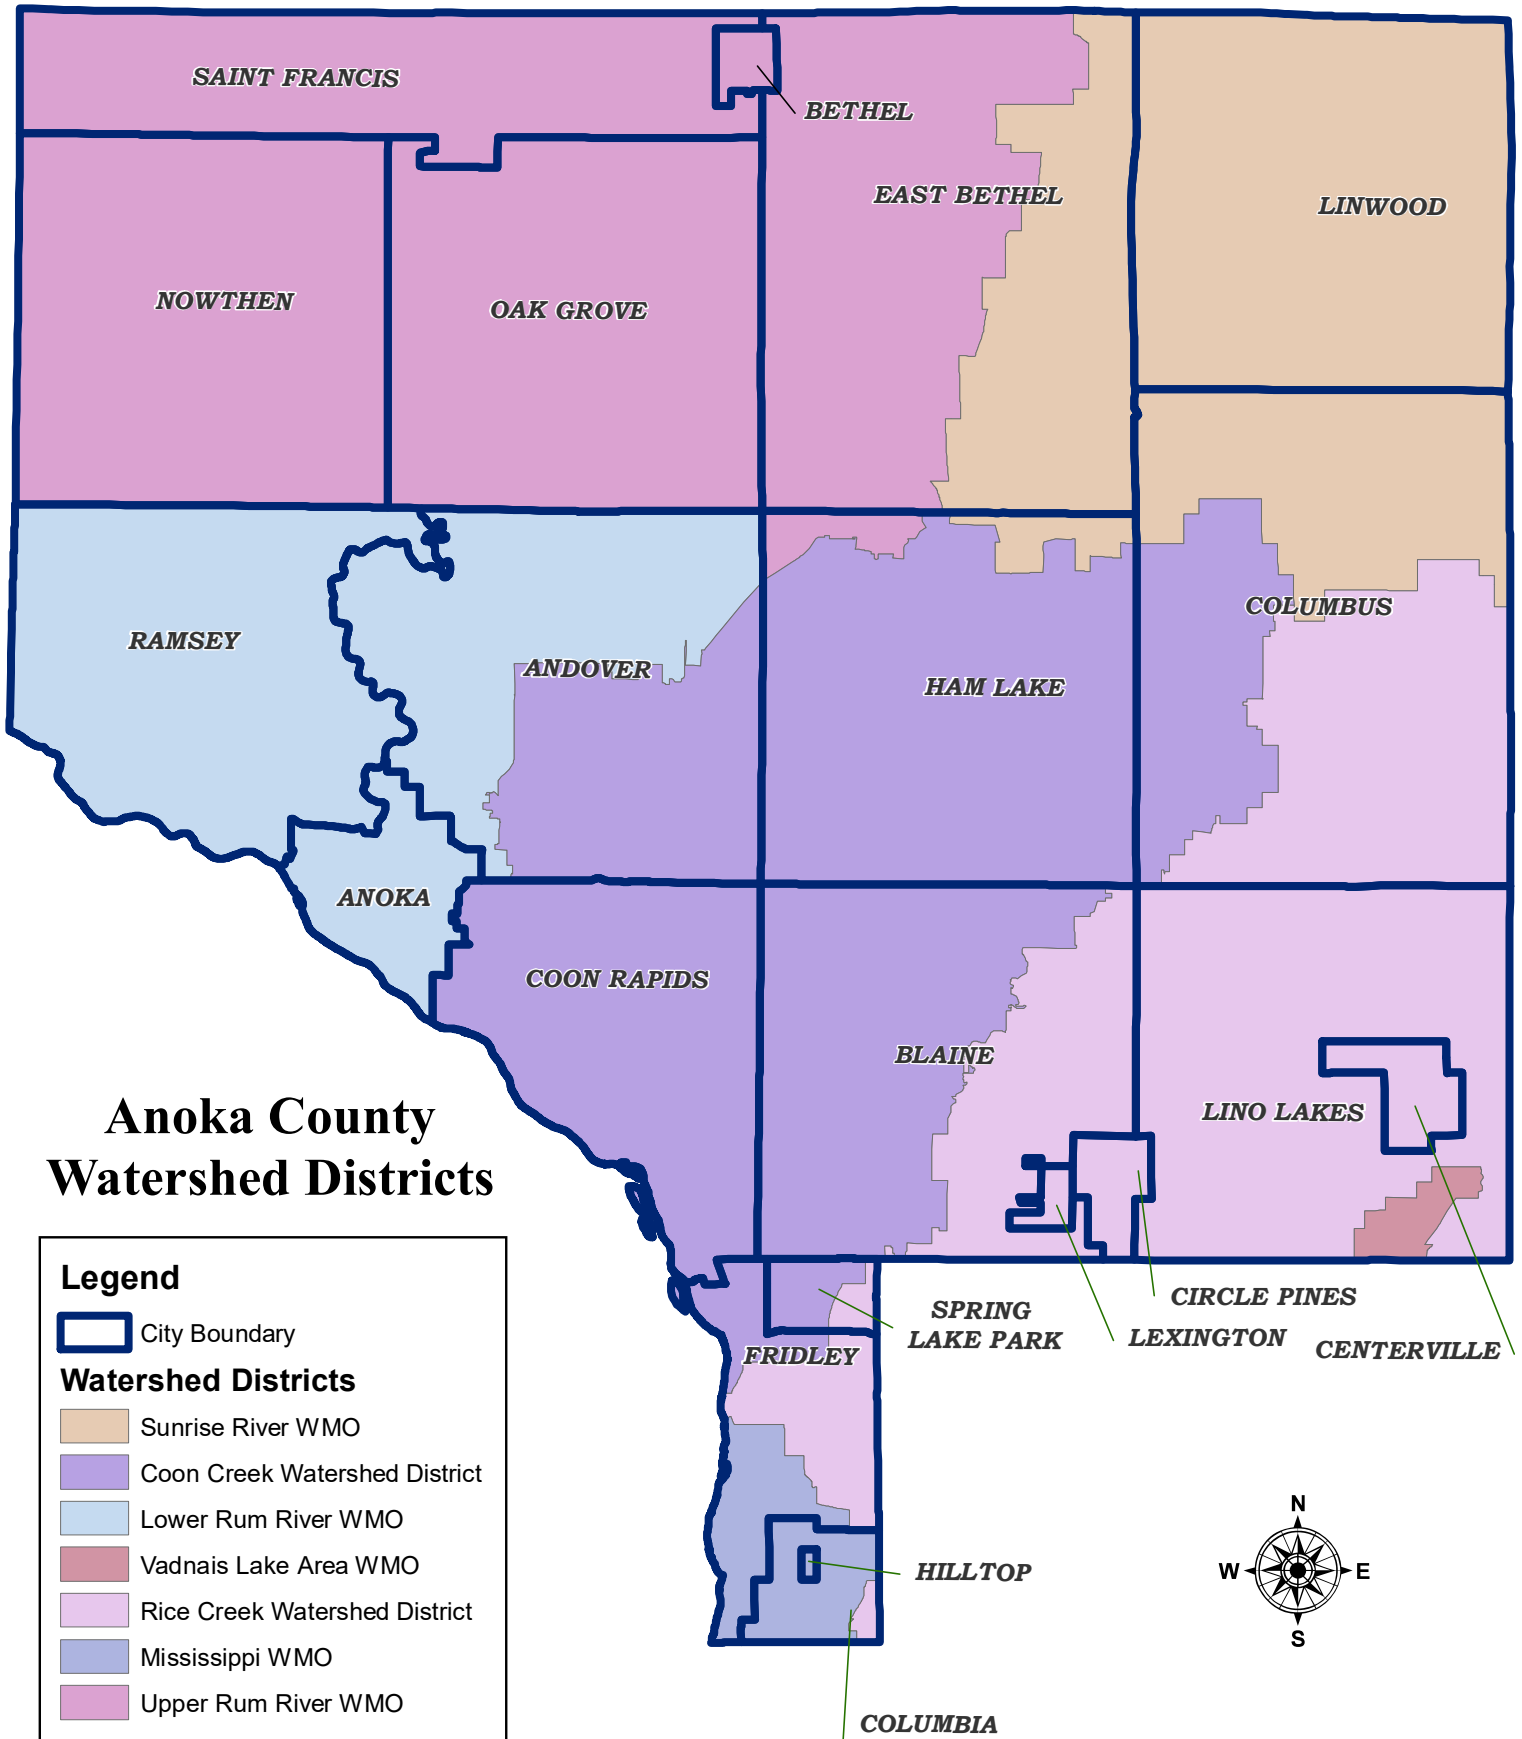 SAINT FRANCIS
BETHEL
EAST BETHEL
LINWOOD
NOWTHEN
OAK GROVE
COLUMBUS
RAMSEY
ANDOVER
HAM LAKE
ANOKA
COON RAPIDS
BLAINE
LINO LAKES
Anoka County
Watershed Districts
Legend
City Boundary
Watershed Districts
Sunrise River WMO
Coon Creek Watershed District
Lower Rum River WMO
Vadnais Lake Area WMO
Rice Creek Watershed District
Mississippi WMO
Upper Rum River WMO
CIRCLE PINES
SPRING
LAKE PARK
LEXINGTON
CENTERVILLE
FRIDLEY
HILLTOP
COLUMBIA
N
W
E
S